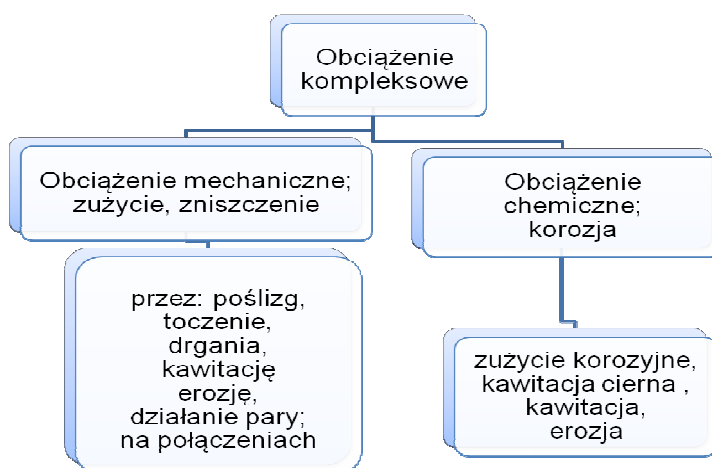 Obciążenie
kompleksowe
Obciążenie mechaniczne;
zużycie, zniszczenie
Obciążenie
chemiczne;
korozja
przez: poślizg,
toczenie,
drgania,
kawitację
erozję,
działanie pary;
na połączeniach
zużycie korozyjne,
kawitacja cierna ,
kawitacja,
erozja